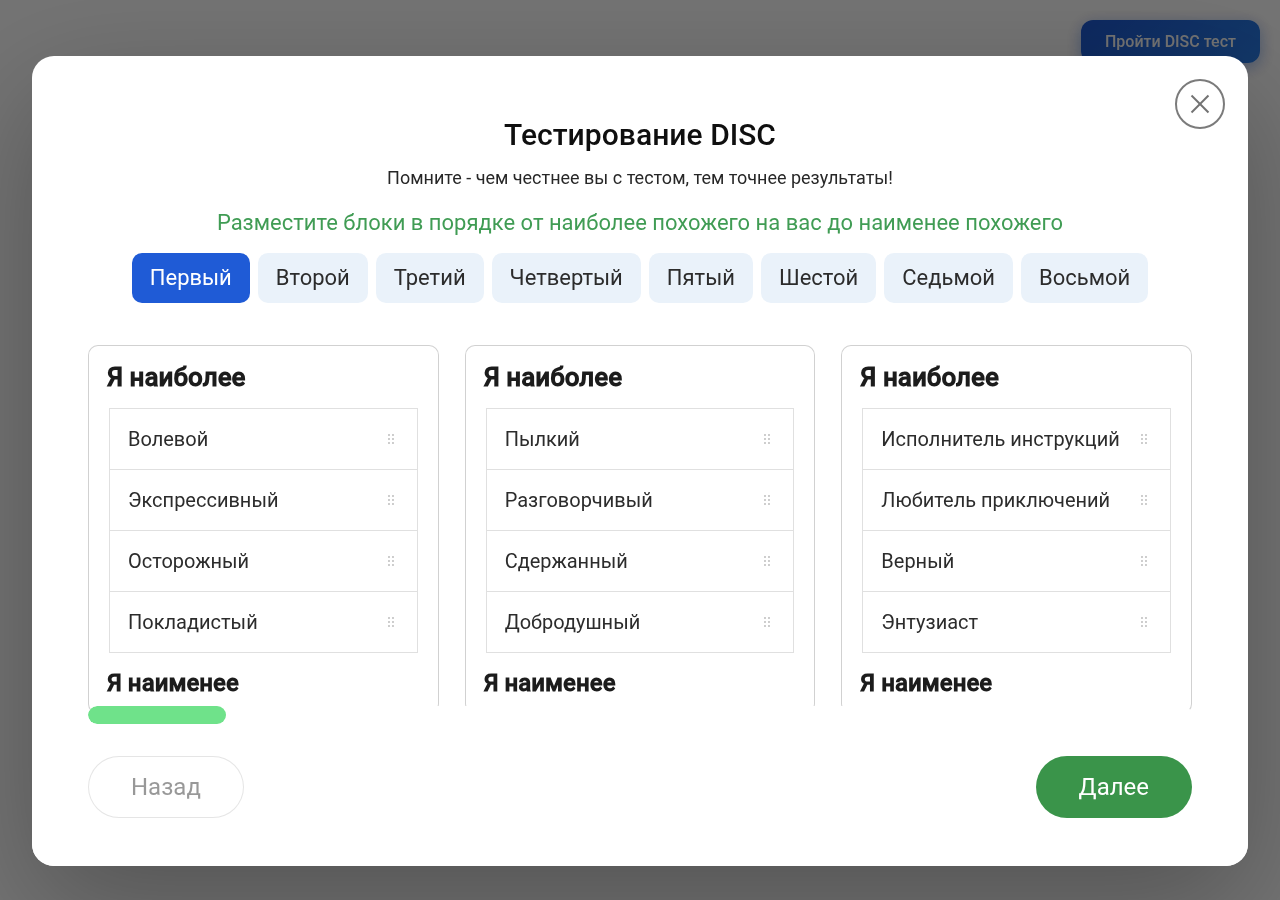 Пройти DISC тест
Тестирование DISC
Помните - чем честнее вы с тестом, тем точнее результаты!
Разместите блоки в порядке от наиболее похожего на вас до наименее похожего
Первый Второй Третий Четвертый Пятый Шестой Седьмой Восьмой
Я наиболее
Волевой
Экспрессивный
Осторожный
Покладистый
Я наименее
Я наиболее
Пылкий
Разговорчивый
Сдержанный
Добродушный
Я наименее
Я наиболее
Исполнитель инструкций
Любитель приключений
Верный
Энтузиаст
Я наименее
Назад
Далее